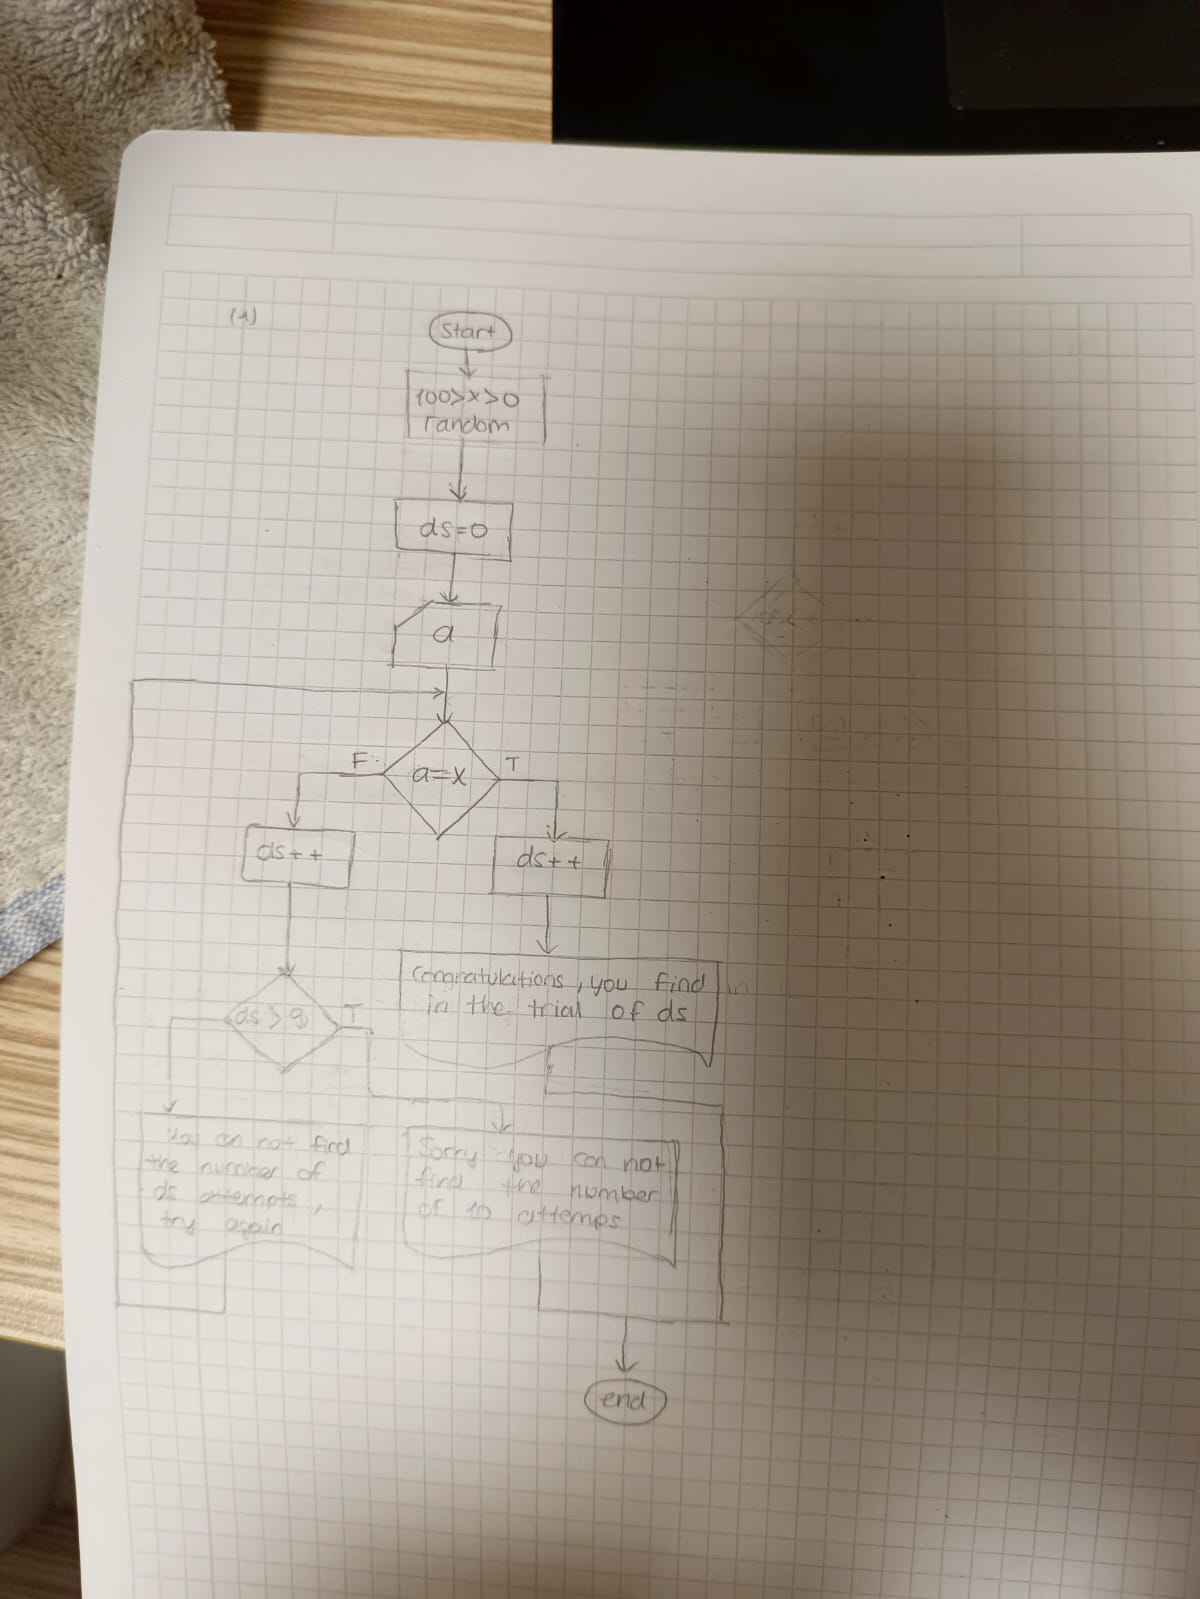 (1)
Start
100>x>0
random
ds=0
a
a=x
F
T
ds++
ds++
Congratulations, you find
in the trial of ds
ds>9
T
You can not find
the number of
ds attempts,
try again
Sorry you can not
find the number
of 10 attemps
end